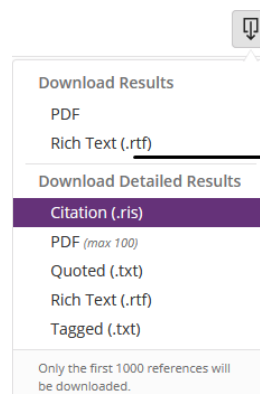 Download Results
PDF
Rich Text (.rtf)
Download Detailed Results
Citation (.ris)
PDF (max 100)
Quoted (.txt)
Rich Text (.rtf)
Tagged (.txt)
Only the first 1000 references will
be downloaded.